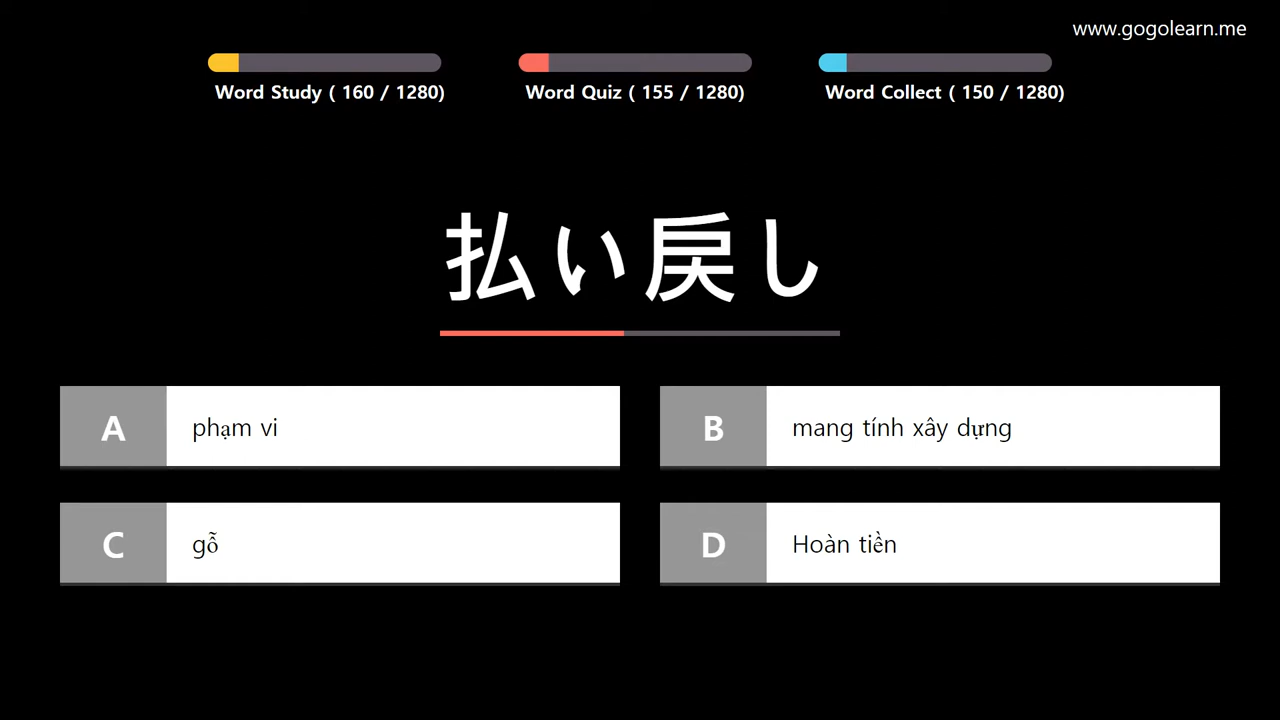 www.gogolearn.me
Word Study ( 160 / 1280)
Word Quiz ( 155 / 1280)
Word Collect ( 150 / 1280)
払い戻し
A
phạm vi
B
mang tính xây dựng
C
gỗ
D
Hoàn tiền